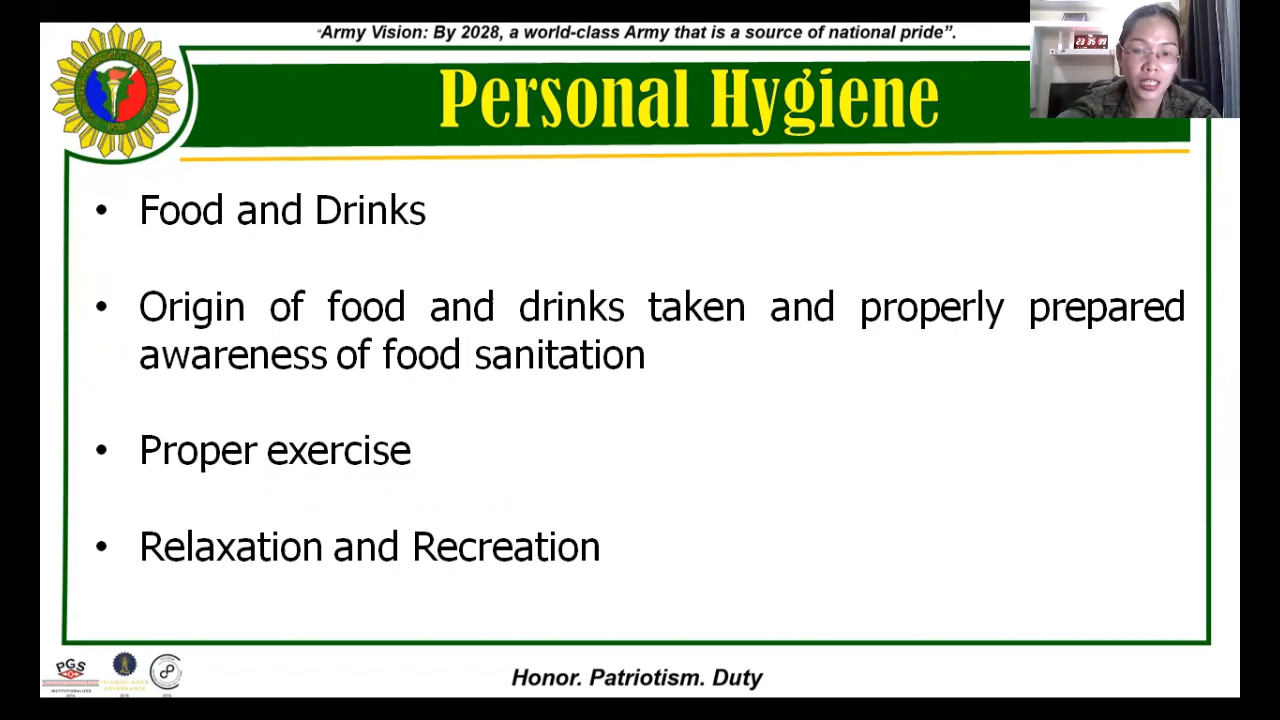 “Army Vision: By 2028, a world-class Army that is a source of national pride”.
Personal Hygiene
• Food and Drinks
• Origin of food and drinks taken and properly prepared
awareness of food sanitation
• Proper exercise
• Relaxation and Recreation
PGS
INSTITUTIONALIZED
Honor. Patriotism. Duty